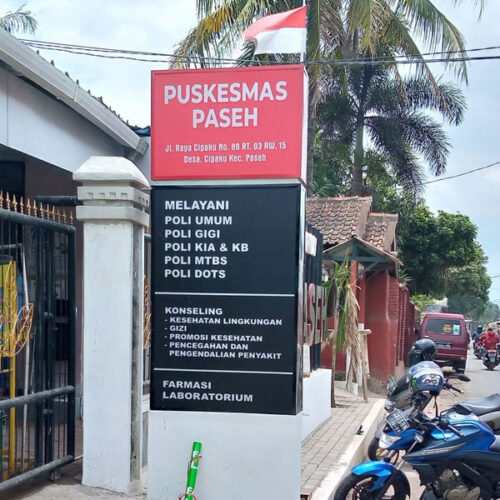 PUSKESMAS
PASEH
Jl. Raya Cipaku No. 88 RT. 03 RW. 15
Desa. Cipaku Kec. Paseh
MELAYANI
POLI UMUM
POLI GIGI
POLI KIA & KB
POLI MTBS
POLI DOTS
KONSELING
- KESEHATAN LINGKUNGAN
- GIZI
- PROMOSI KESEHATAN
- PENCEGAHAN DAN
PENGENDALIAN PENYAKIT
FARMASI
LABORATORIUM